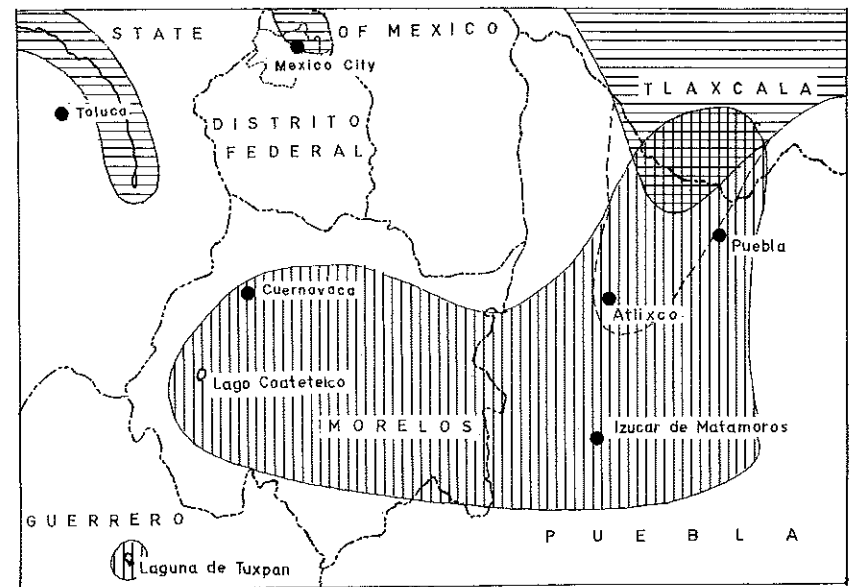 STATE OF MEXICO
Mexico City
TLAXCALA
Toluca
DISTRITO
FEDERAL
Puebla
Cuernavaca
Atlixco
Lago Coatetelco
MORELOS
Izucar de Matamoros
GUERRERO
PUEBLA
Laguna de Tuxpan